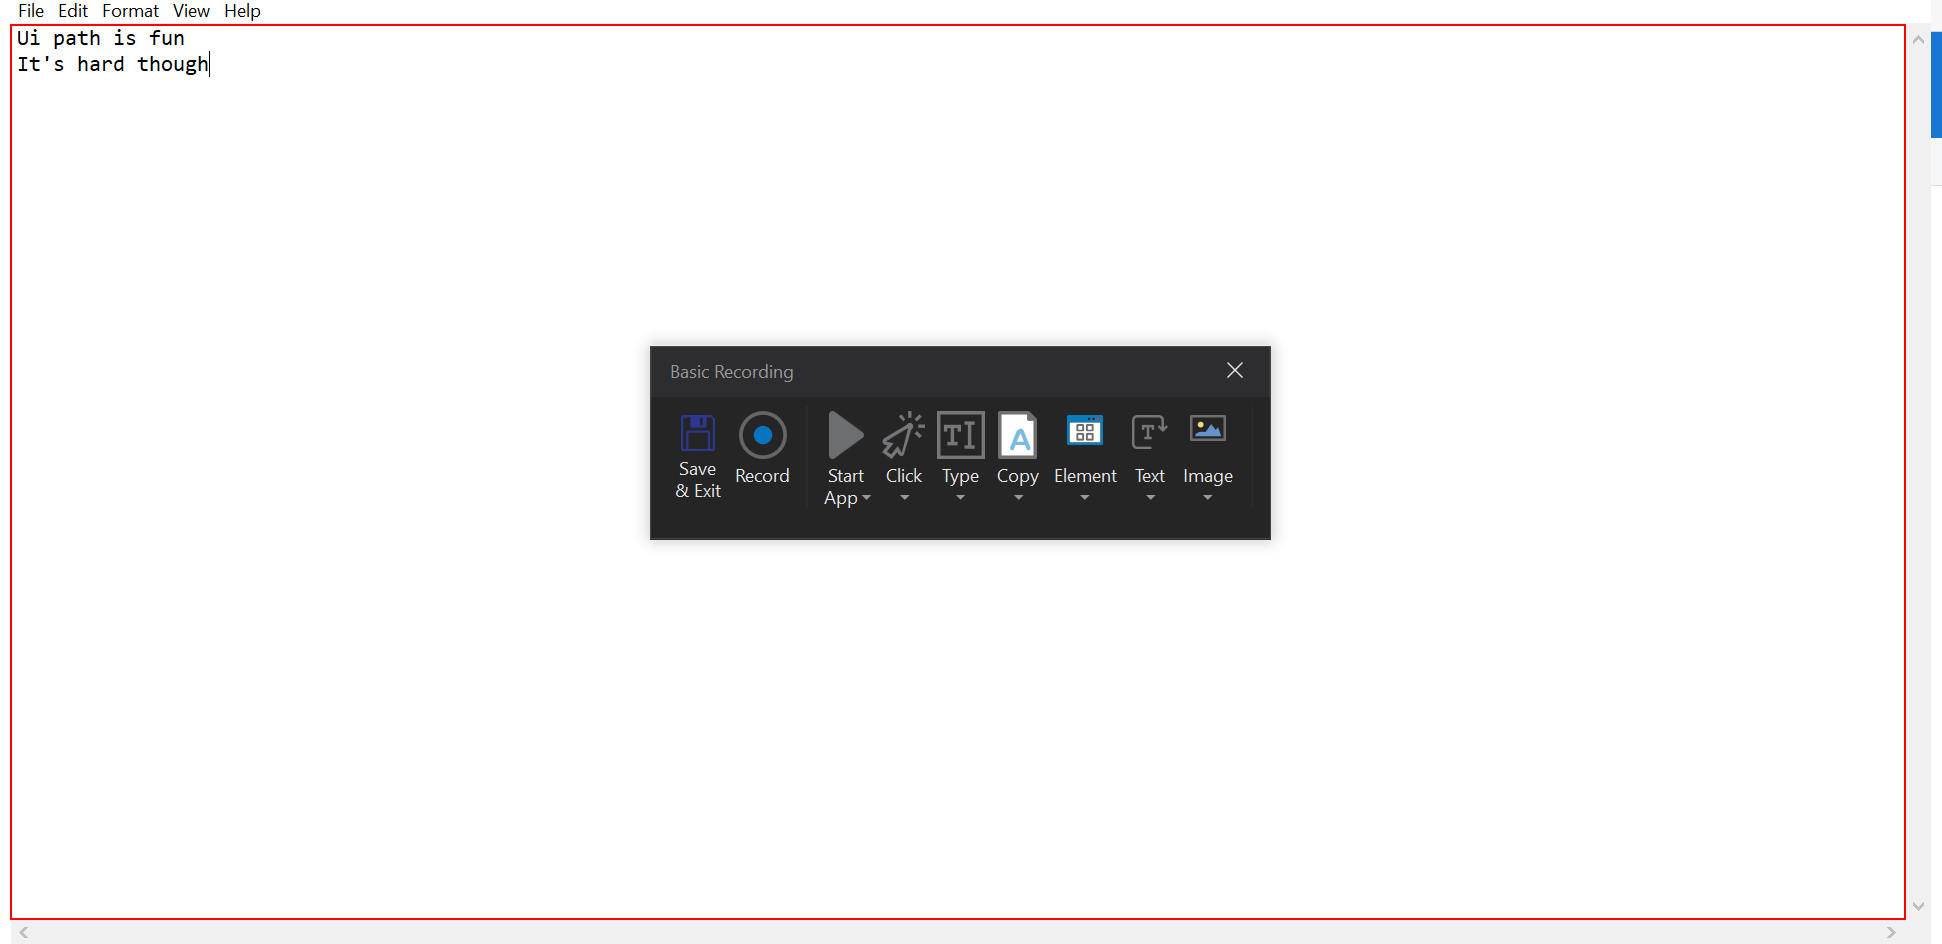 File Edit Format View Help
Ui path is fun
It's hard though
Basic Recording
Save & Exit
Record
Start App
Click
Type
Copy
Element
Text
Image